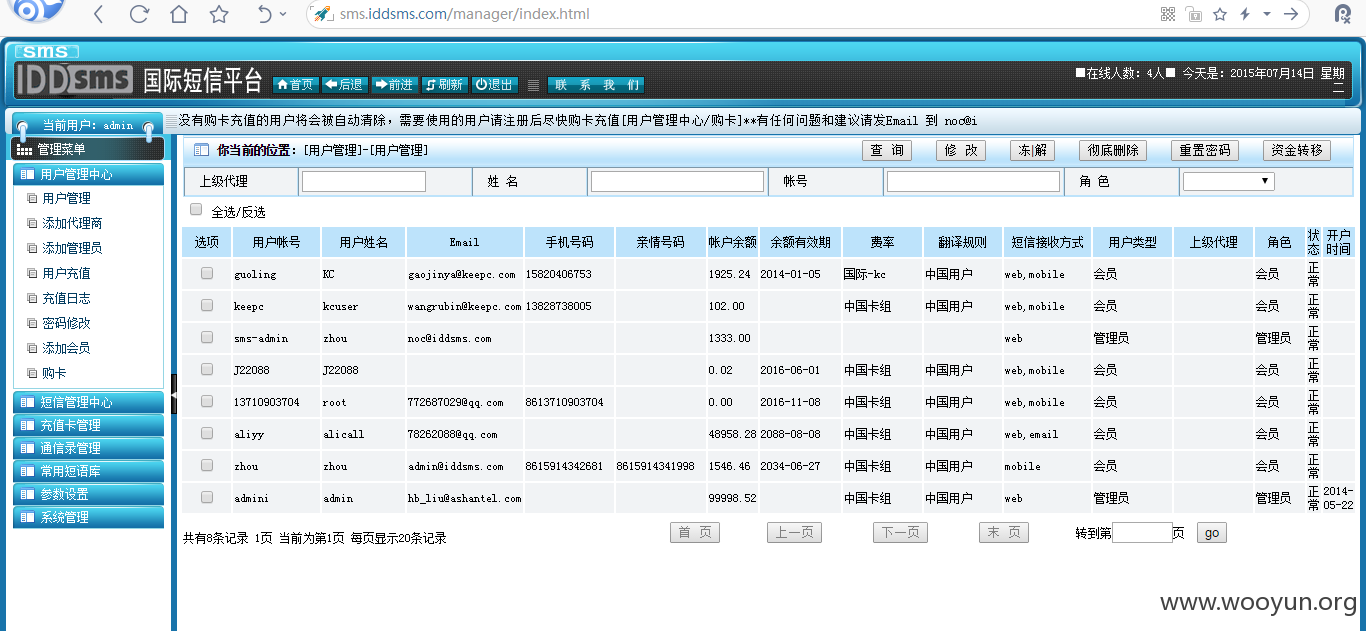 sms.iddsms.com/manager/index.html
sms
IDDsms 国际短信平台 首页 后退 前进 刷新 退出 联 系 我 们
■在线人数：4人■ 今天是：2015年07月14日 星期二
当前用户：admin
没有购卡充值的用户将会被自动清除，需要使用的用户请注册后尽快购卡充值[用户管理中心/购卡]**有任何问题和建议请发Email 到 noc@i
管理菜单
用户管理中心
用户管理
添加代理商
添加管理员
用户充值
充值日志
密码修改
添加会员
购卡
短信管理中心
充值卡管理
通信录管理
常用短语库
参数设置
系统管理
你当前的位置：[用户管理]-[用户管理]
查 询 修 改 冻|解 彻底删除 重置密码 资金转移
上级代理 姓 名 帐号 角 色
全选/反选
选项 用户帐号 用户姓名 Email 手机号码 亲情号码 帐户余额 余额有效期 费率 翻译规则 短信接收方式 用户类型 上级代理 角色 状态 开户时间
guoling KC gaojinya@keepc.com 15820406753 1925.24 2014-01-05 国际-kc 中国用户 web,mobile 会员 会员 正常
keepc kcuser wangrubin@keepc.com 13828738005 102.00 中国卡组 中国用户 web,mobile 会员 会员 正常
sms-admin zhou noc@iddsms.com 1333.00 web 管理员 管理员 正常
J22088 J22088 0.02 2016-06-01 中国卡组 中国用户 web,mobile 会员 会员 正常
13710903704 root 772687029@qq.com 8613710903704 0.00 2016-11-08 中国卡组 中国用户 web,mobile 会员 会员 正常
aliyy alicall 78262088@qq.com 48958.28 2088-08-08 中国卡组 中国用户 web,email 会员 会员 正常
zhou zhou admin@iddsms.com 8615914342681 8615914341998 1546.46 2034-06-27 中国卡组 中国用户 mobile 会员 会员 正常
admini admin hb_liu@ashantel.com 99998.52 中国卡组 中国用户 web 管理员 管理员 正常 2014-05-22
共有8条记录 1页 当前为第1页 每页显示20条记录
首 页 上一页 下一页 末 页 转到第 页 go
www.wooyun.org